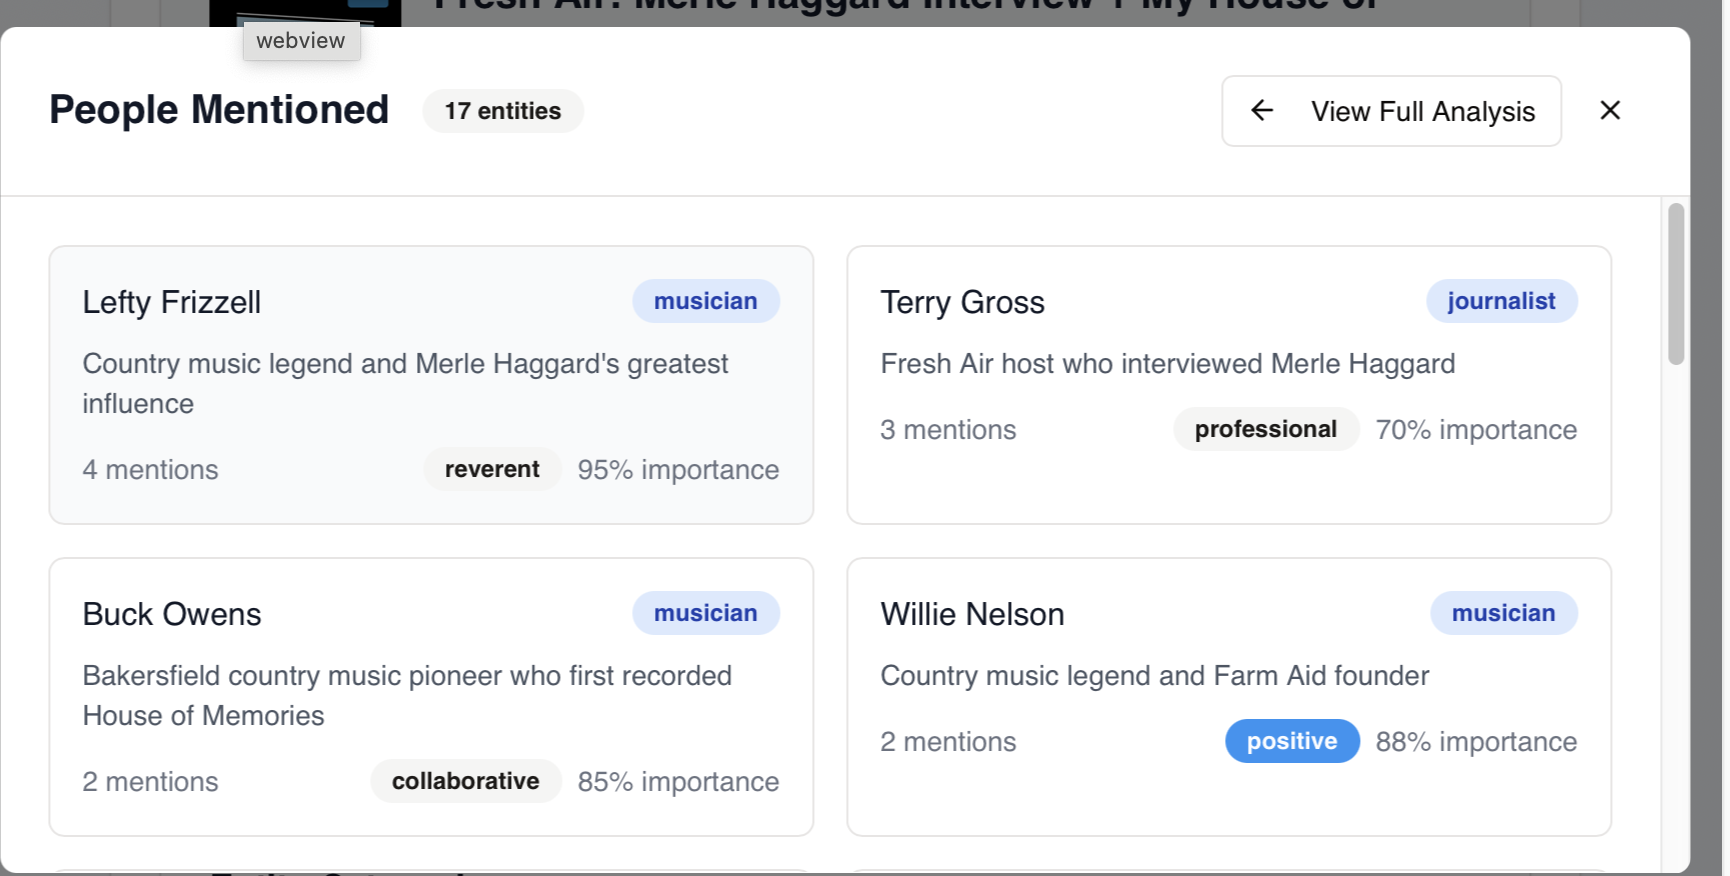 Fresh Air: Merle Haggard Interview + My House of
webview
People Mentioned
17 entities
← View Full Analysis ×
Lefty Frizzell
musician
Country music legend and Merle Haggard's greatest
influence
4 mentions
reverent
95% importance
Terry Gross
journalist
Fresh Air host who interviewed Merle Haggard
3 mentions
professional
70% importance
Buck Owens
musician
Bakersfield country music pioneer who first recorded
House of Memories
2 mentions
collaborative
85% importance
Willie Nelson
musician
Country music legend and Farm Aid founder
2 mentions
positive
88% importance